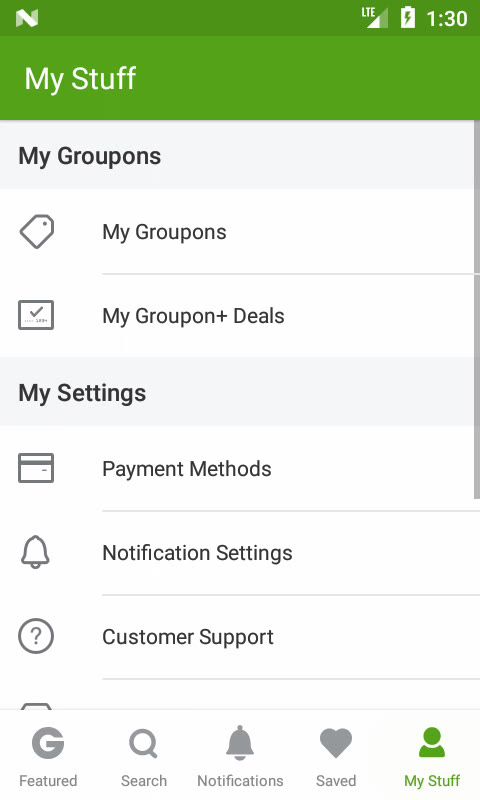 LTE 1:30
My Stuff
My Groupons
My Groupons
My Groupon+ Deals
My Settings
Payment Methods
Notification Settings
? Customer Support
G
Featured Search Notifications Saved My Stuff